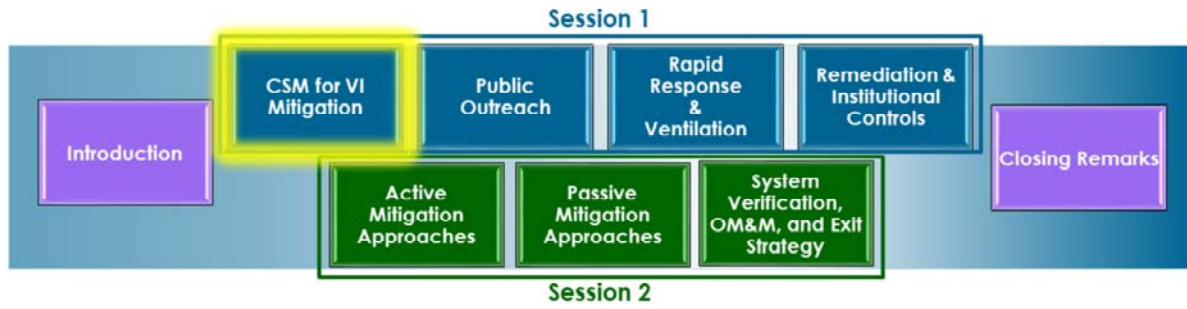 Session 1
Introduction
CSM for VI
Mitigation
Public
Outreach
Rapid
Response
&
Ventilation
Remediation &
Institutional
Controls
Active
Mitigation
Approaches
Passive
Mitigation
Approaches
System
Verification,
OM&M, and Exit
Strategy
Closing Remarks
Session 2